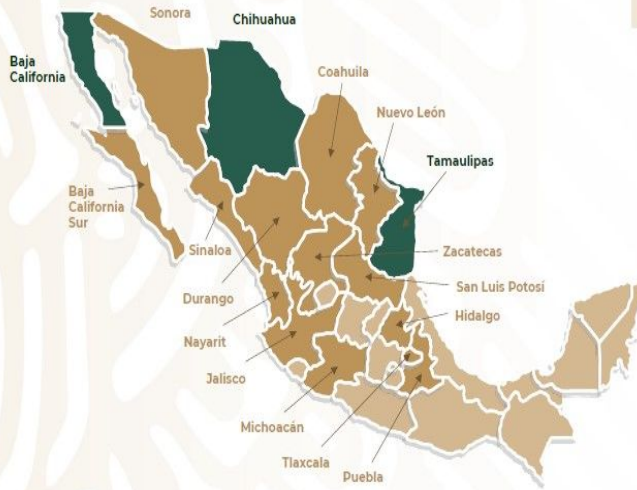 Sonora
Chihuahua
Baja
California
Coahuila
Nuevo León
Tamaulipas
Baja
California
Sur
Sinaloa
Zacatecas
Durango
San Luis Potosí
Hidalgo
Nayarit
Jalisco
Michoacán
Tlaxcala
Puebla